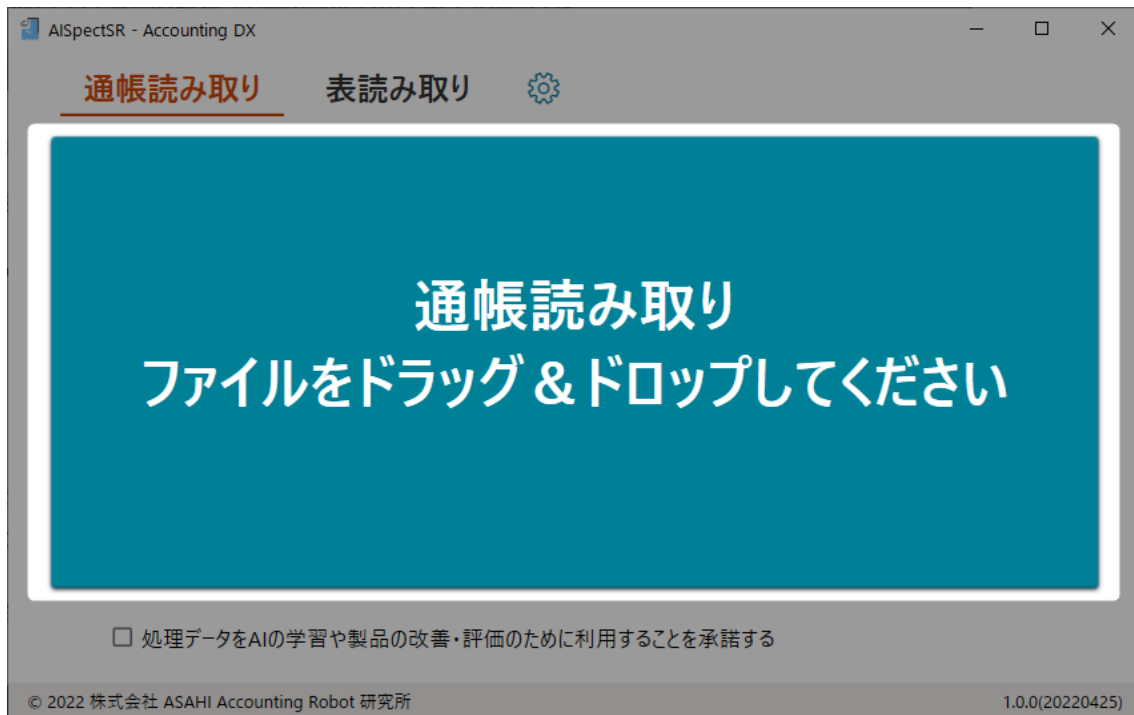 AISpectSR - Accounting DX
通帳読み取り 表読み取り
通帳読み取り
ファイルをドラッグ＆ドロップしてください
処理データをAIの学習や製品の改善・評価のために利用することを承諾する
© 2022 株式会社 ASAHI Accounting Robot 研究所 1.0.0(20220425)